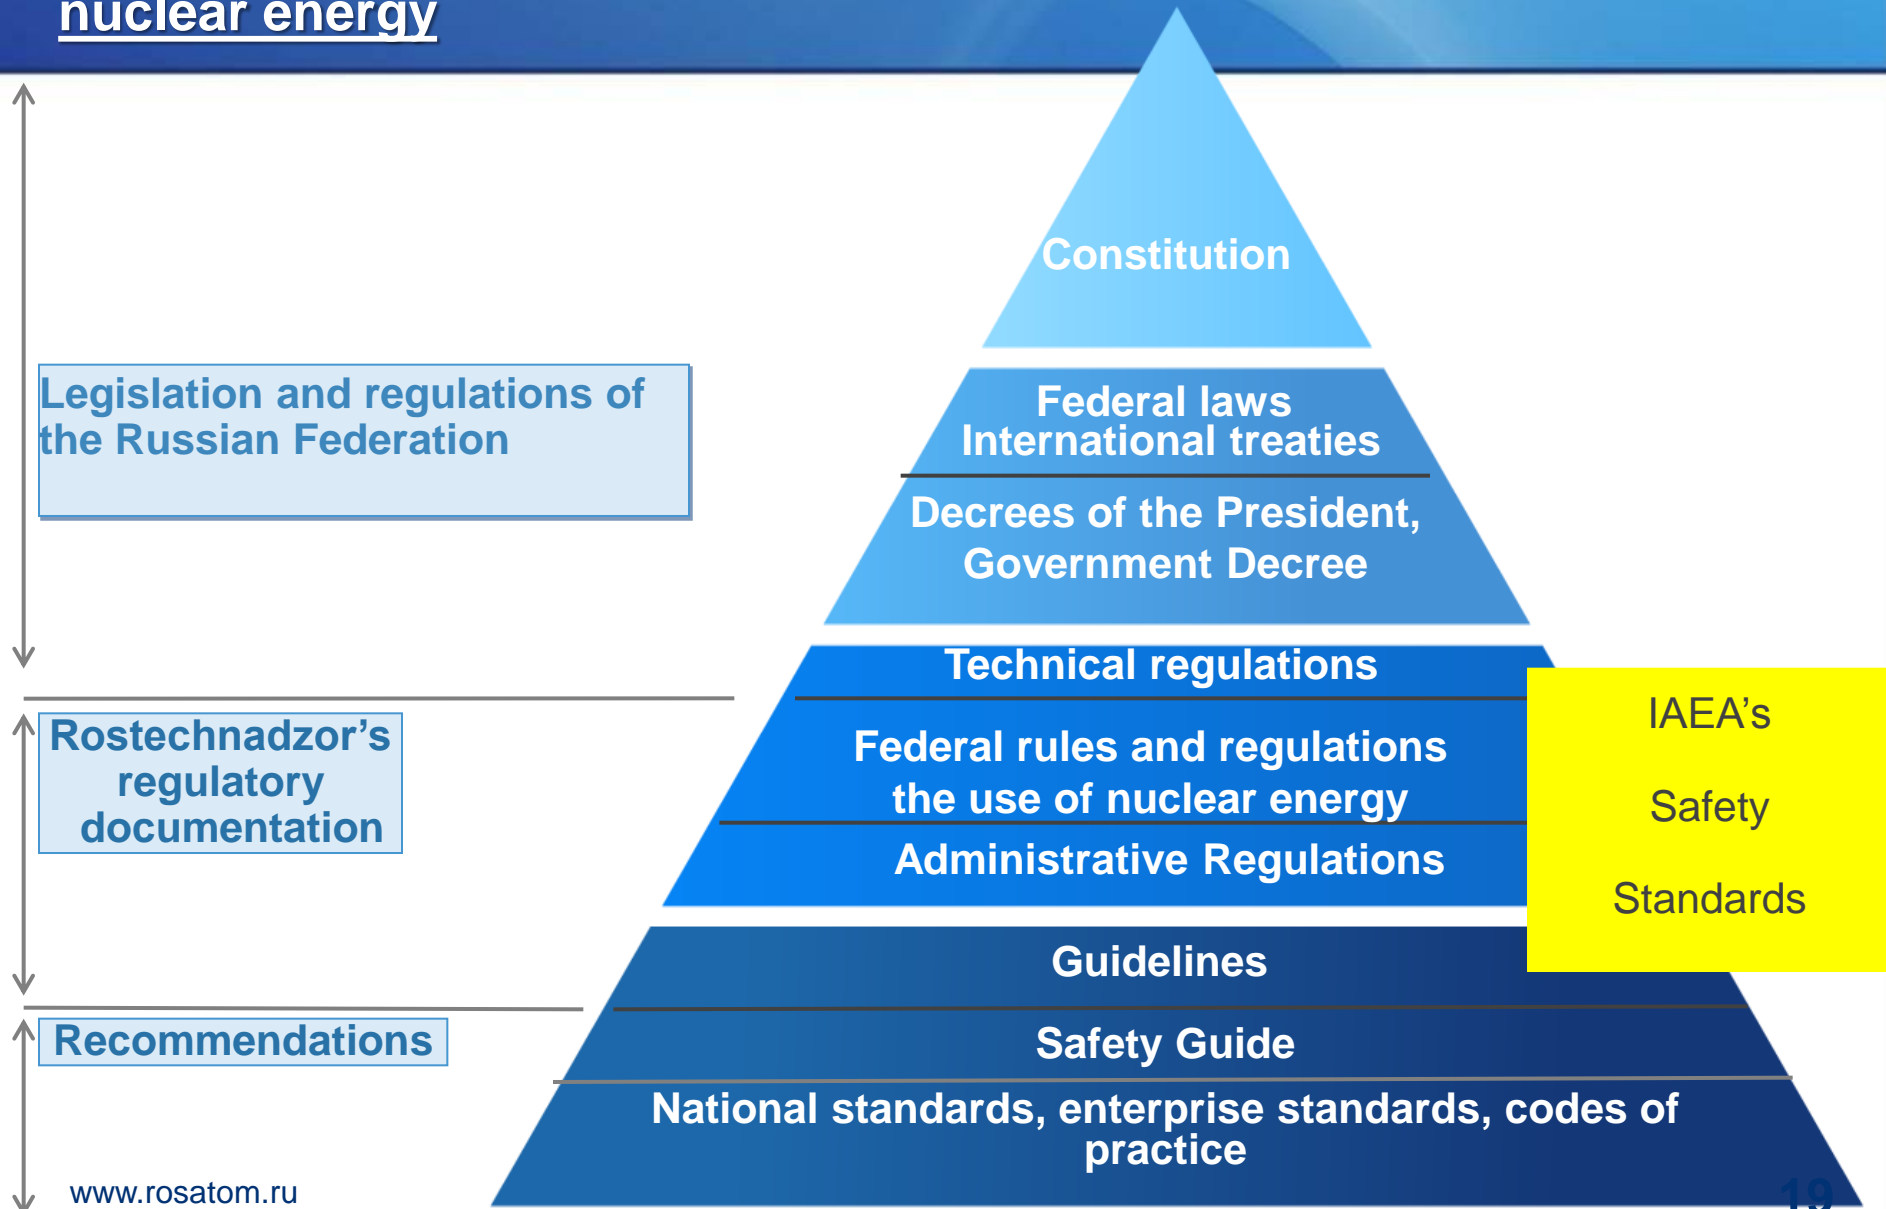 nuclear energy
Constitution
Legislation and regulations of
the Russian Federation
Federal laws
International treaties
Decrees of the President,
Government Decree
Technical regulations
Rostechnadzor's
regulatory
documentation
Federal rules and regulations
the use of nuclear energy
Administrative Regulations
IAEA's
Safety
Standards
Guidelines
Recommendations
Safety Guide
National standards, enterprise standards, codes of
practice
www.rosatom.ru
19